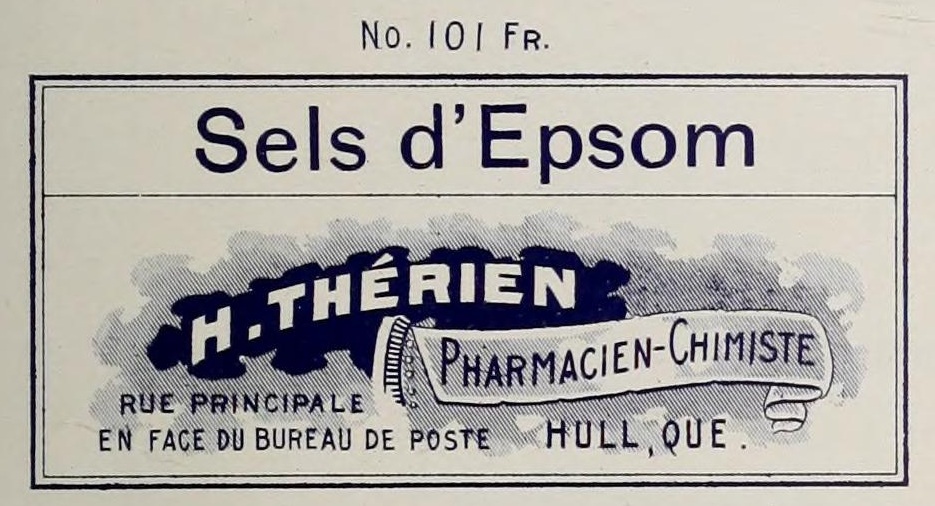 No. 101 Fr.
Sels d'Epsom
H. THÉRIEN
PHARMACIEN-CHIMISTE
RUE PRINCIPALE
EN FACE DU BUREAU DE POSTE HULL, QUE.